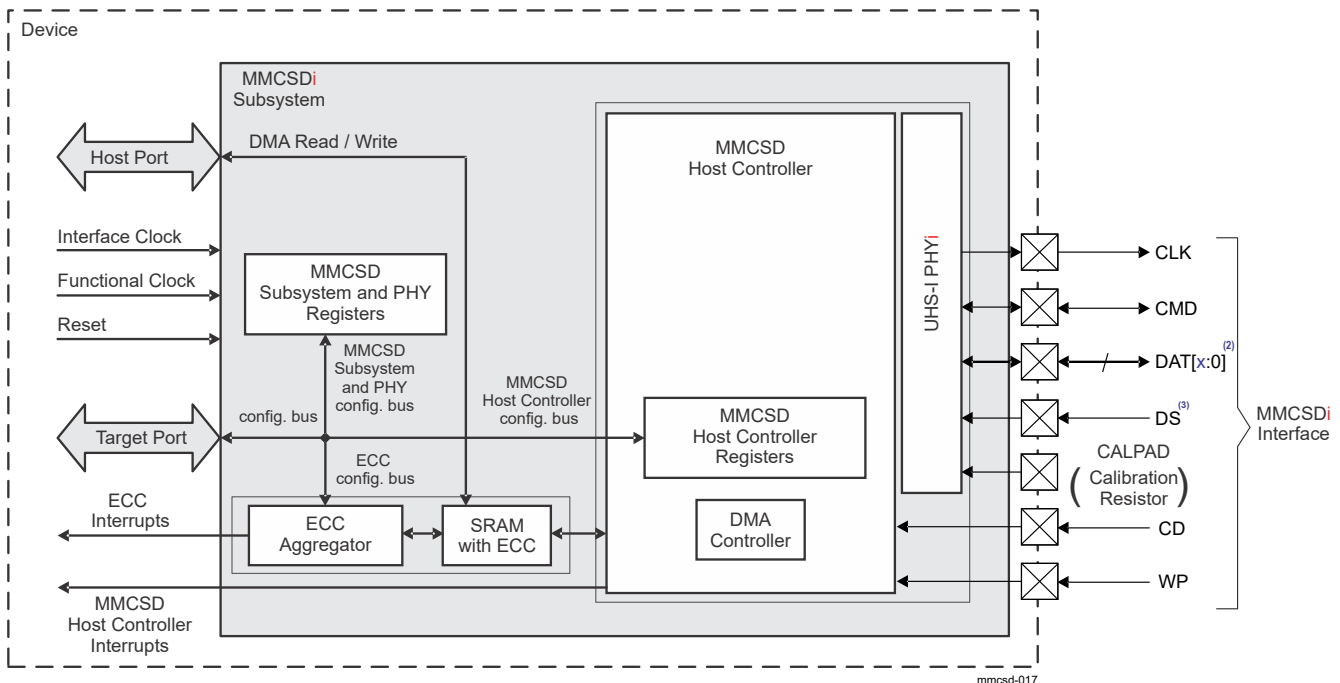 Device
MMCSDi
Subsystem
Host Port
DMA Read / Write
MMCSD
Host Controller
UHS-I PHYi
Interface Clock
Functional Clock
Reset
MMCSD
Subsystem and PHY
Registers
MMCSD
Subsystem
and PHY
config. bus
MMCSD
Host Controller
config. bus
config. bus
Target Port
MMCSD
Host Controller
Registers
ECC
config. bus
ECC
Interrupts
ECC
Aggregator
SRAM
with ECC
DMA
Controller
MMCSD
Host Controller
Interrupts
CLK
CMD
DAT[x:0](2)
DS(3)
CALPAD
(Calibration
Resistor)
CD
WP
MMCSDi
Interface
mmcsd-017